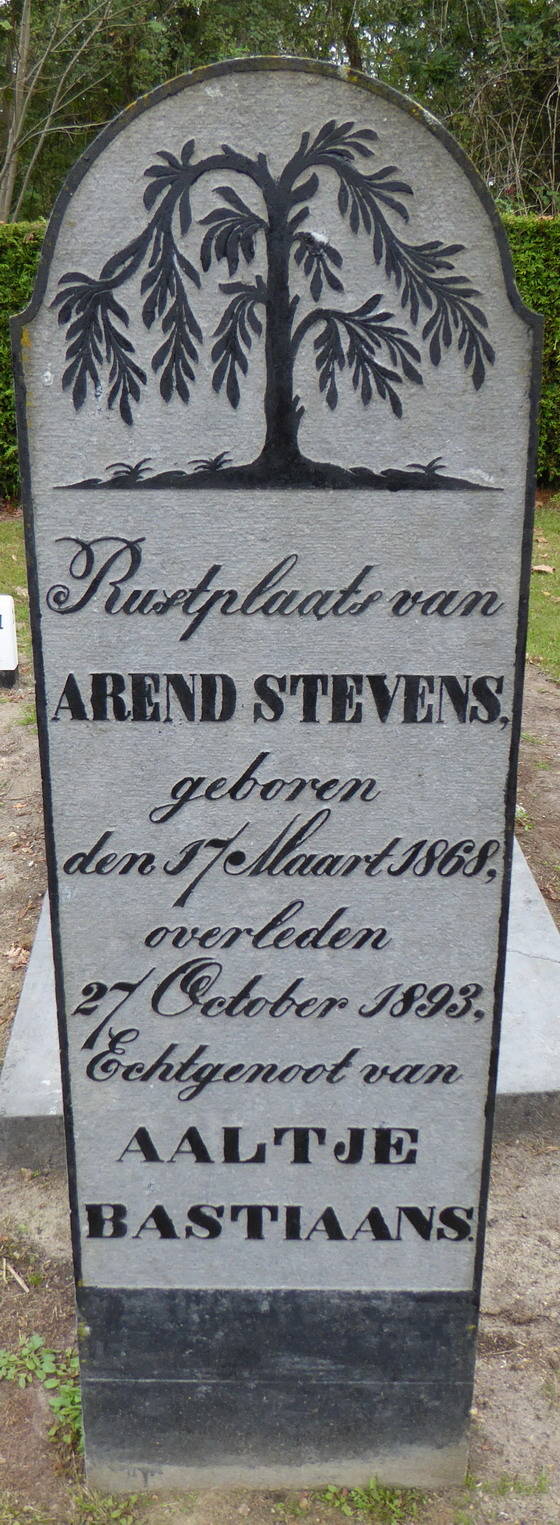 Rustplaats van
AREND STEVENS,
geboren
den 17 Maart 1868,
overleden
27 October 1893,
Echtgenoot van
AALTJE
BASTIAANS.